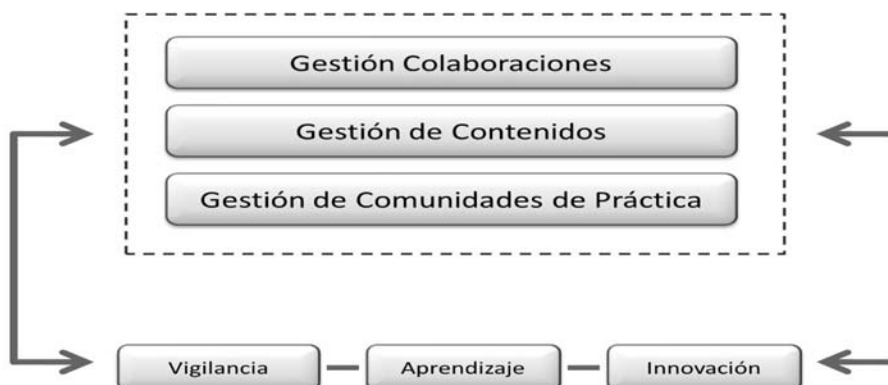 Gestión Colaboraciones
Gestión de Contenidos
Gestión de Comunidades de Práctica
Vigilancia
Aprendizaje
Innovación